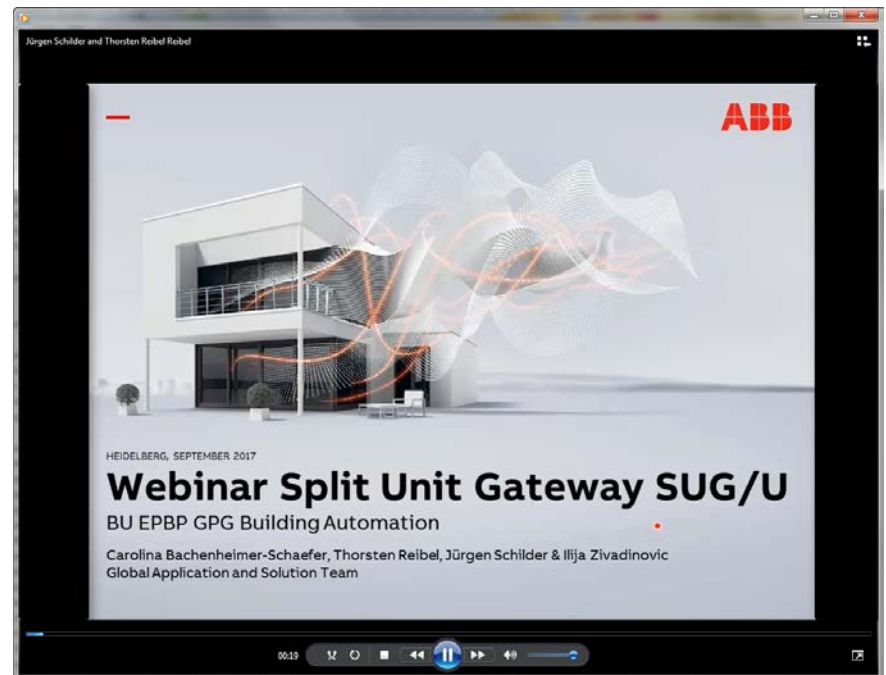 Jürgen Schilder and Thorsten Reibel Reibel
ABB
HEIDELBERG, SEPTEMBER 2017
Webinar Split Unit Gateway SUG/U
BU EPBP GPG Building Automation
Carolina Bachenheimer-Schaefer, Thorsten Reibel, Jürgen Schilder & Ilija Zivadinovic
Global Application and Solution Team
00:19